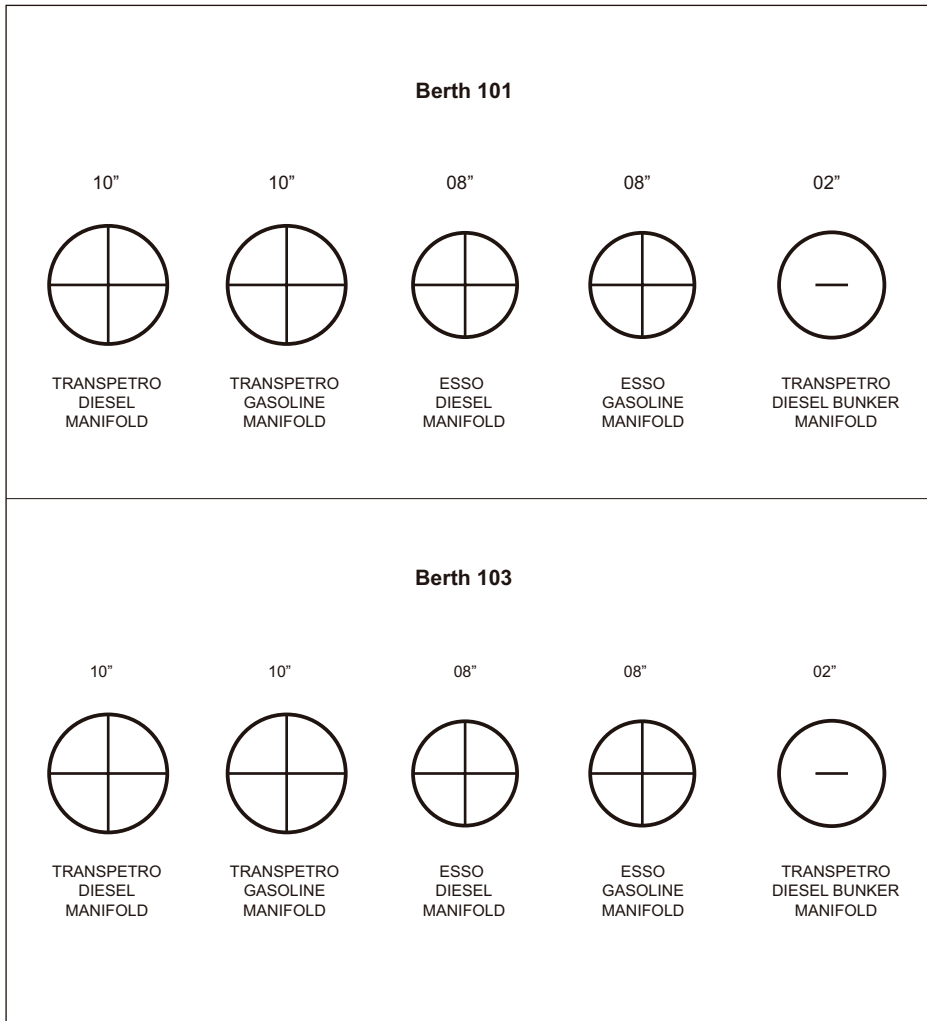 Berth 101
10” 10” 08” 08” 02”
TRANSPETRO
DIESEL
MANIFOLD
TRANSPETRO
GASOLINE
MANIFOLD
ESSO
DIESEL
MANIFOLD
ESSO
GASOLINE
MANIFOLD
TRANSPETRO
DIESEL BUNKER
MANIFOLD
Berth 103
10” 10” 08” 08” 02”
TRANSPETRO
DIESEL
MANIFOLD
TRANSPETRO
GASOLINE
MANIFOLD
ESSO
DIESEL
MANIFOLD
ESSO
GASOLINE
MANIFOLD
TRANSPETRO
DIESEL BUNKER
MANIFOLD